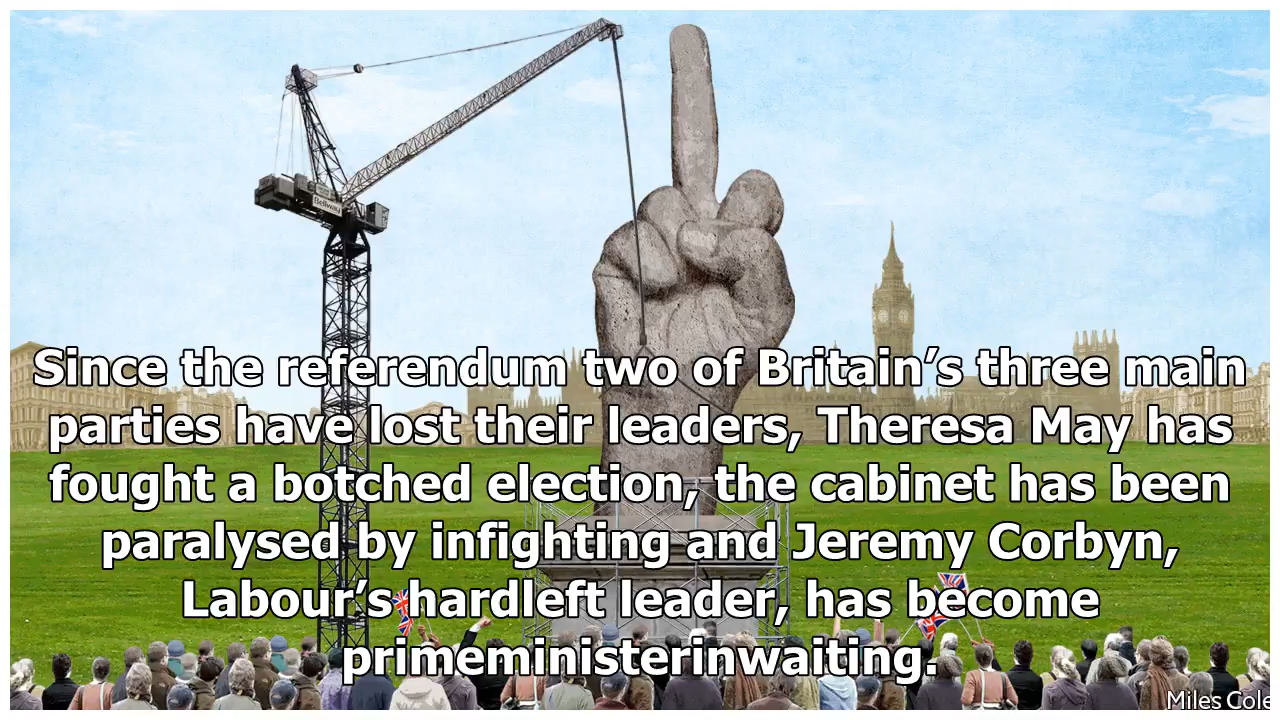 Bellway
Since the referendum two of Britain’s three main
parties have lost their leaders, Theresa May has
fought a botched election, the cabinet has been
paralysed by infighting and Jeremy Corbyn,
Labour’s hardleft leader, has become
primeministerinwaiting.
Miles Cole